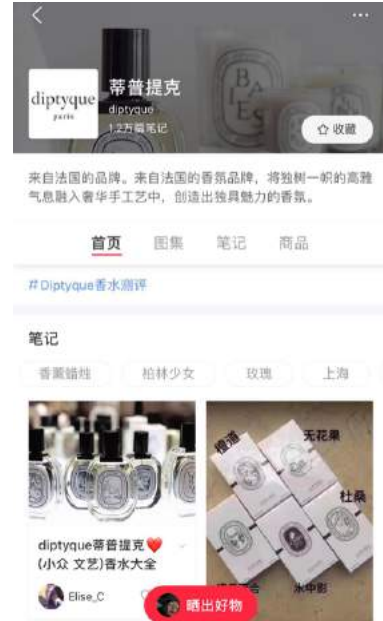 diptyque
paris
蒂普提克
diptyque
1.2万篇笔记
收藏
来自法国的品牌。来自法国的香氛品牌，将独树一帜的高雅
气息融入奢华手工艺中，创造出独具魅力的香氛。
首页 图集 笔记 商品
#Diptyque香水测评
笔记
香薰蜡烛 柏林少女 玫瑰 上海
檀道
无花果
杜桑
水中影
diptyque蒂普提克❤️
(小众 文艺)香水大全
Elise_C
晒出好物